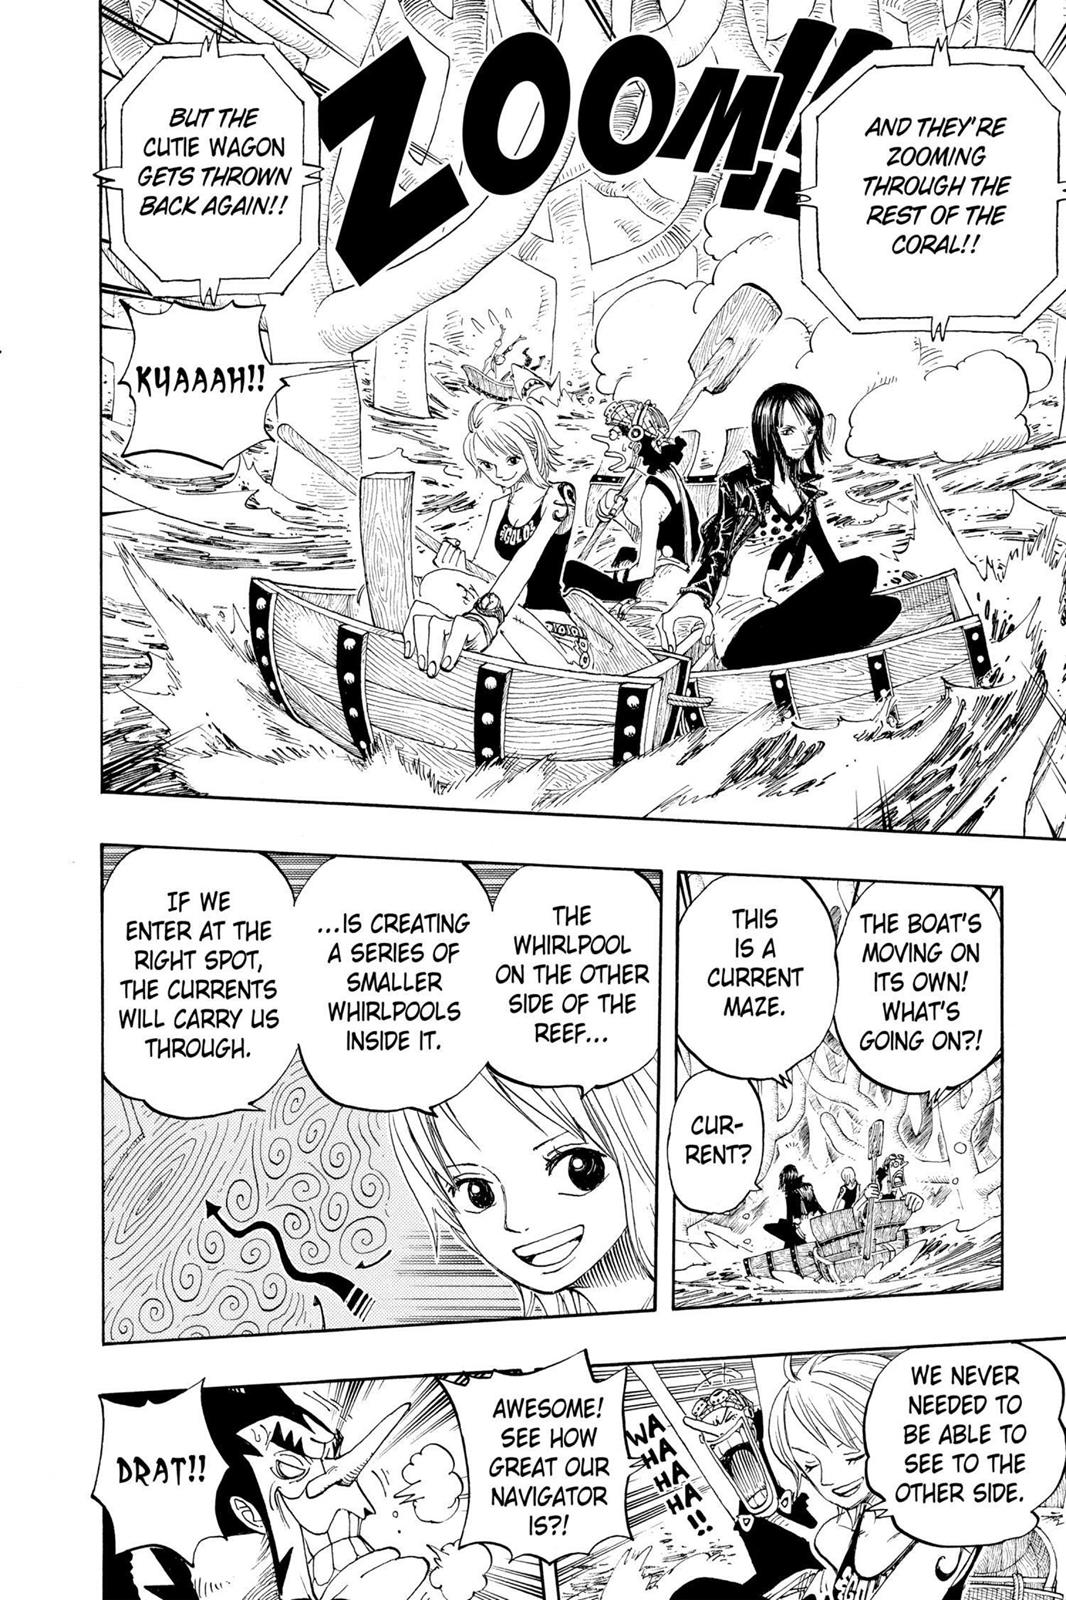 AND THEY'RE
ZOOMING
THROUGH THE
REST OF THE
CORAL!!
ZOOM!!
BUT THE
CUTIE WAGON
GETS THROWN
BACK AGAIN!!
KYAAAH!!
THE BOAT'S
MOVING ON
ITS OWN!
WHAT'S
GOING ON?!
THIS
IS A
CURRENT
MAZE.
CUR-
RENT?
THE
WHIRLPOOL
ON THE OTHER
SIDE OF THE
REEF...
...IS CREATING
A SERIES OF
SMALLER
WHIRLPOOLS
INSIDE IT.
IF WE
ENTER AT THE
RIGHT SPOT,
THE CURRENTS
WILL CARRY US
THROUGH.
WE NEVER
NEEDED TO
BE ABLE TO
SEE TO THE
OTHER SIDE.
WA
HA
HA
HA
HA!!
AWESOME!
SEE HOW
GREAT OUR
NAVIGATOR
IS?!
DRAT!!